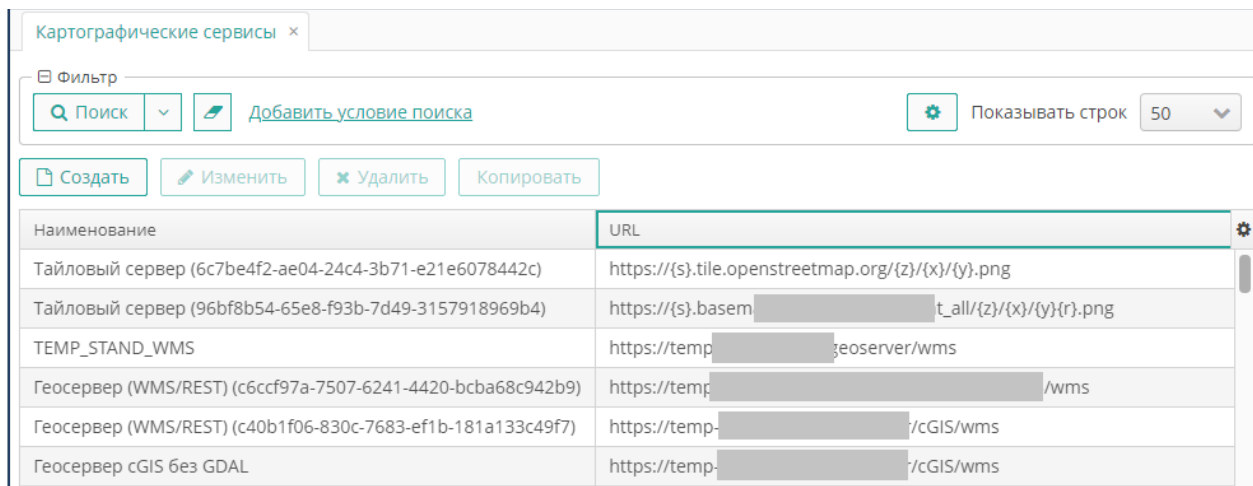 Картографические сервисы ×
Фильтр
Поиск Добавить условие поиска Показывать строк 50
Создать Изменить Удалить Копировать
Наименование URL
Тайловый сервер (6c7be4f2-ae04-24c4-3b71-e21e6078442c) https://{s}.tile.openstreetmap.org/{z}/{x}/{y}.png
Тайловый сервер (96bf8b54-65e8-f93b-7d49-3157918969b4) https://{s}.basem t_all/{z}/{x}/{y}{r}.png
TEMP_STAND_WMS https://temp geoserver/wms
Геосервер (WMS/REST) (c6ccf97a-7507-6241-4420-bcba68c942b9) https://temp /wms
Геосервер (WMS/REST) (c40b1f06-830c-7683-ef1b-181a133c49f7) https://temp- /cGIS/wms
Геосервер cGIS без GDAL https://temp- /cGIS/wms